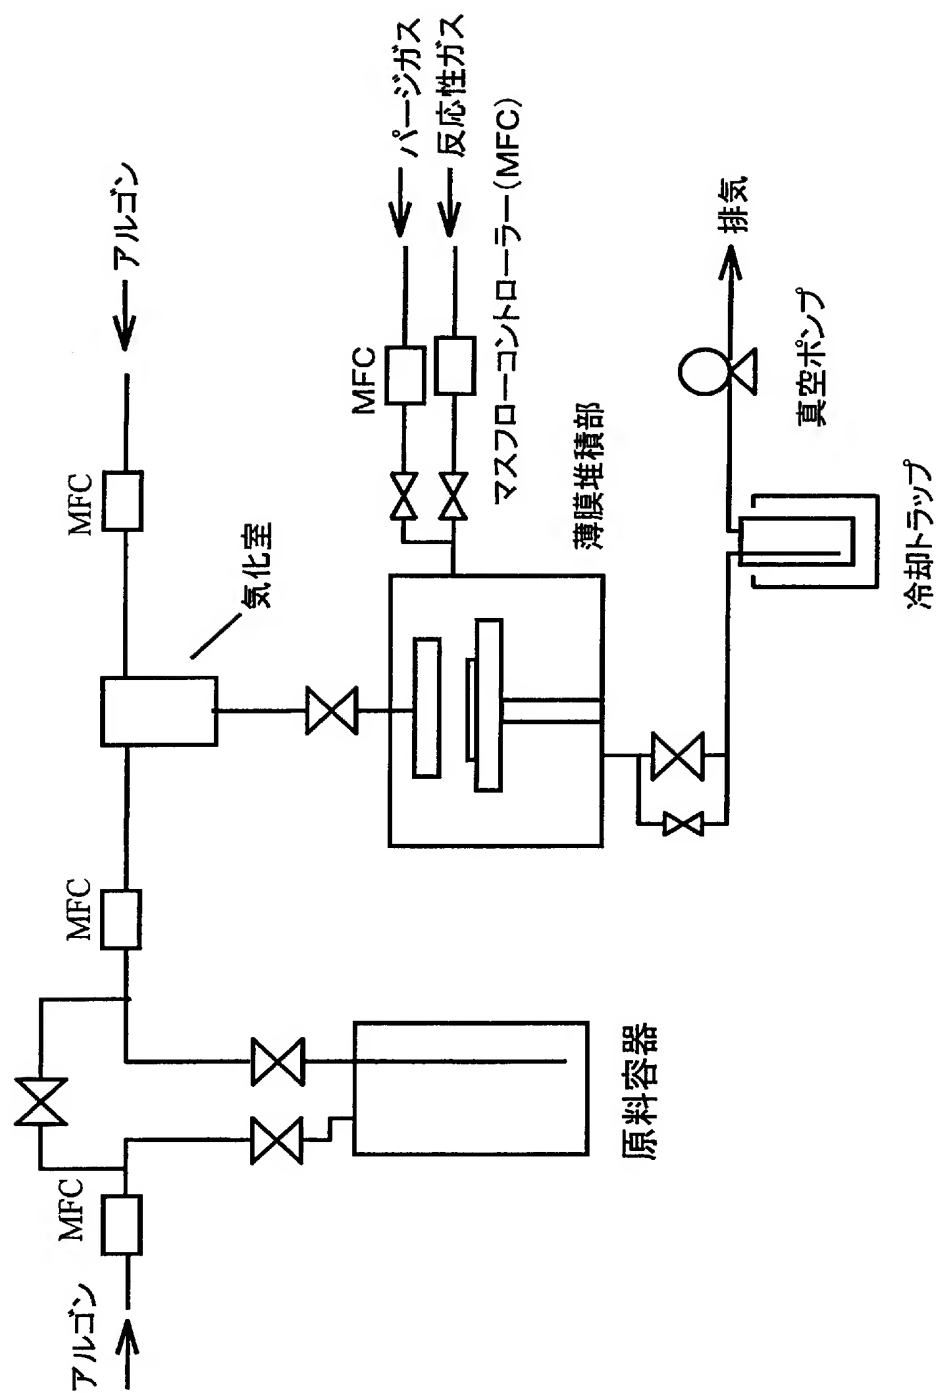 アルゴン
MFC
MFC
MFC
アルゴン
気化室
原料容器
MFC
パージガス
反応性ガス
マスフローコントローラー(MFC)
薄膜堆積部
排気
真空ポンプ
冷却トラップ